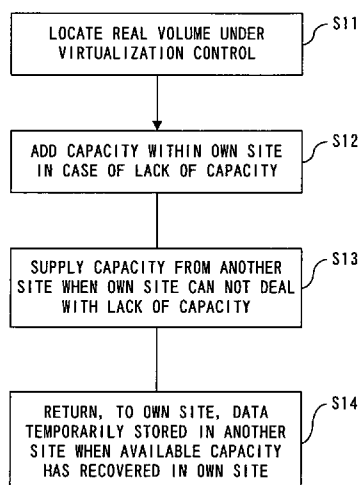 LOCATE REAL VOLUME UNDER
VIRTUALIZATION CONTROL
S11
ADD CAPACITY WITHIN OWN SITE
IN CASE OF LACK OF CAPACITY
S12
SUPPLY CAPACITY FROM ANOTHER
SITE WHEN OWN SITE CAN NOT DEAL
WITH LACK OF CAPACITY
S13
RETURN, TO OWN SITE, DATA
TEMPORARILY STORED IN ANOTHER
SITE WHEN AVAILABLE CAPACITY
HAS RECOVERED IN OWN SITE
S14